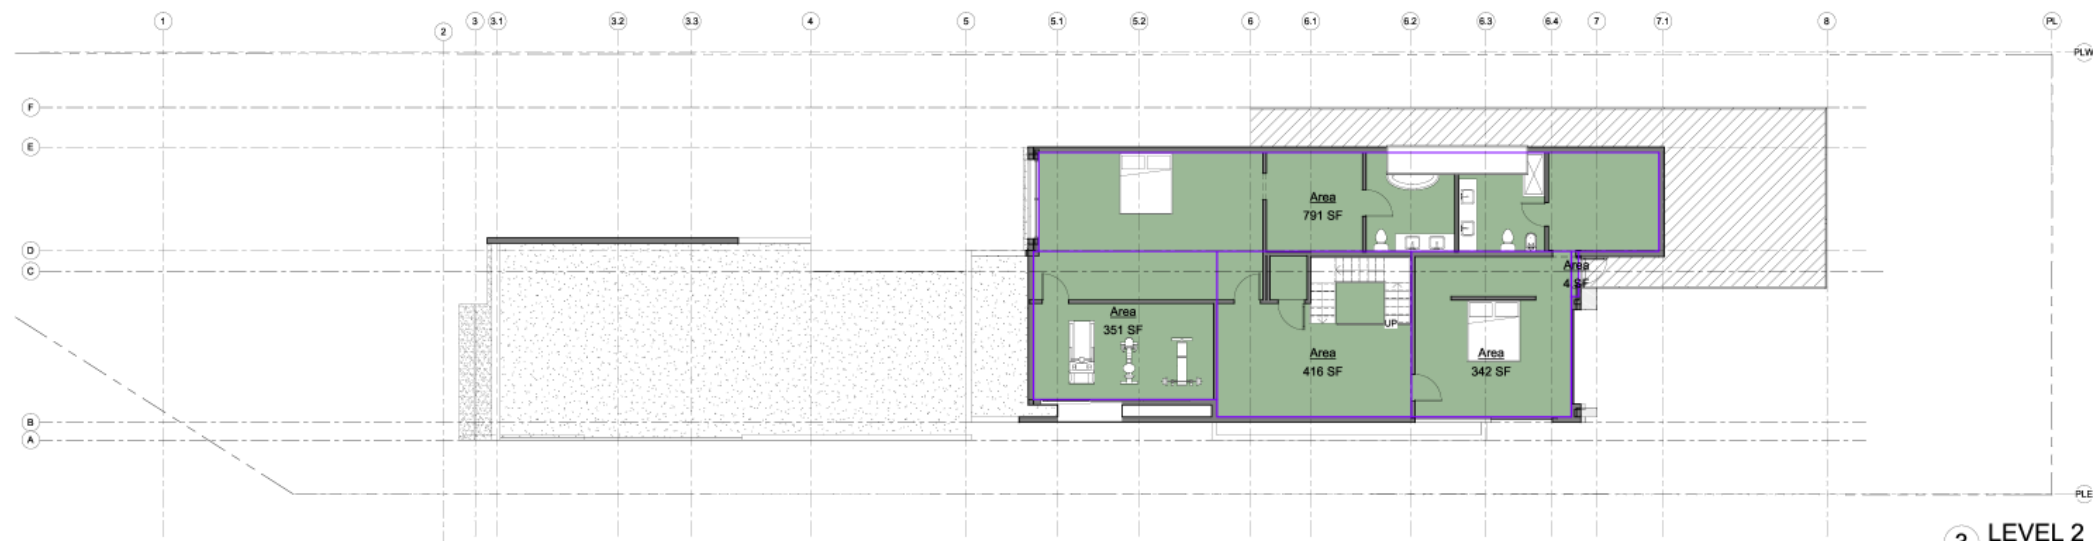 1
2
3
3.1
3.2
3.3
4
5
5.1
5.2
6
6.1
6.2
6.3
6.4
7
7.1
8
PL
PLW
F
E
D
C
B
A
Area
791 SF
Area
4 SF
Area
351 SF
UP
Area
416 SF
Area
342 SF
PLE
LEVEL 2